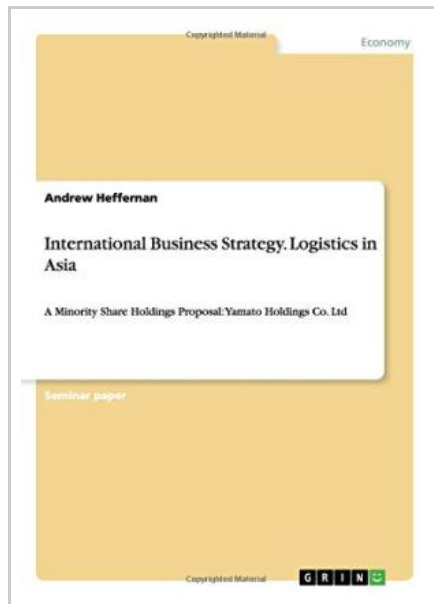 Copyrighted Material
Economy
Andrew Heffernan
International Business Strategy. Logistics in
Asia
A Minority Share Holdings Proposal: Yamato Holdings Co. Ltd
Seminar paper
Copyrighted Material
GRIN